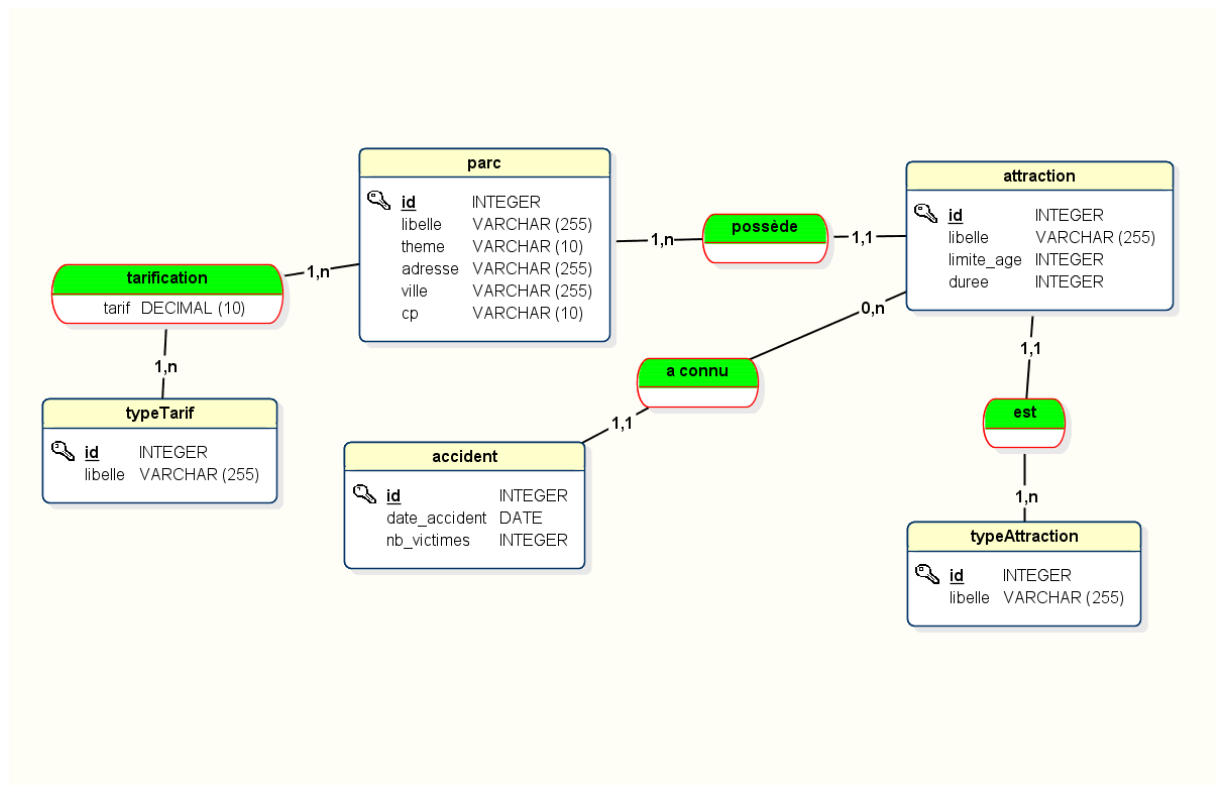 parc
id INTEGER
libelle VARCHAR (255)
theme VARCHAR (10)
adresse VARCHAR (255)
ville VARCHAR (255)
cp VARCHAR (10)
1,n
possède
1,1
attraction
id INTEGER
libelle VARCHAR (255)
limite_age INTEGER
duree INTEGER
1,n
tarification
tarif DECIMAL (10)
1,n
typeTarif
id INTEGER
libelle VARCHAR (255)
0,n
a connu
1,1
accident
id INTEGER
date_accident DATE
nb_victimes INTEGER
1,1
est
1,n
typeAttraction
id INTEGER
libelle VARCHAR (255)